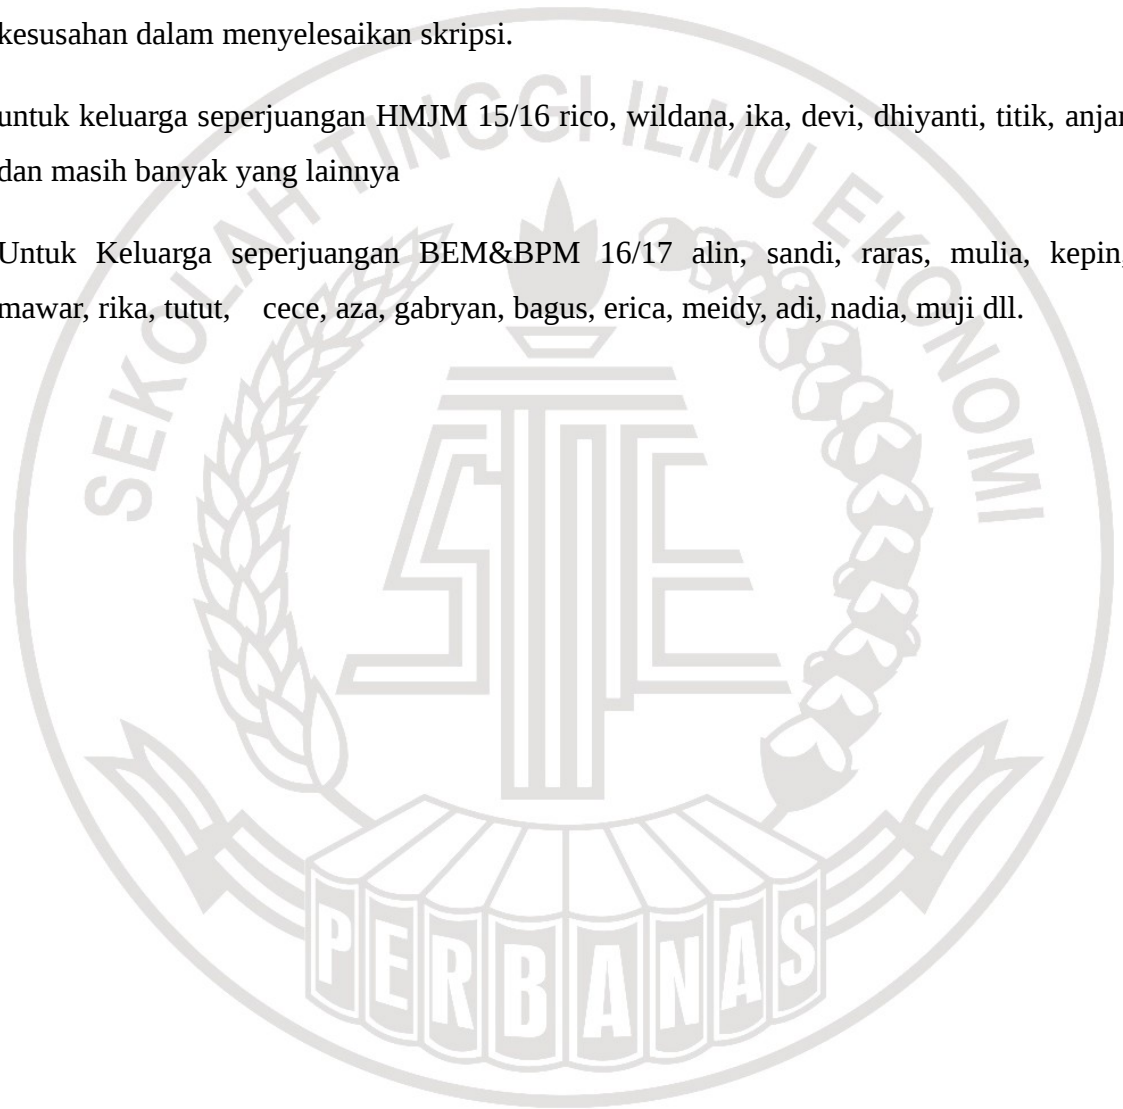 kesusahan dalam menyelesaikan skripsi.
untuk keluarga seperjuangan HMJM 15/16 rico, wildana, ika, devi, dhiyanti, titik, anjar
dan masih banyak yang lainnya
Untuk Keluarga seperjuangan BEM&BPM 16/17 alin, sandi, raras, mulia, kepin,
mawar, rika, tutut, cece, aza, gabryan, bagus, erica, meidy, adi, nadia, muji dll.
SEKOLAH TINGGI ILMU EKONOMI
STIE
PERBANAS